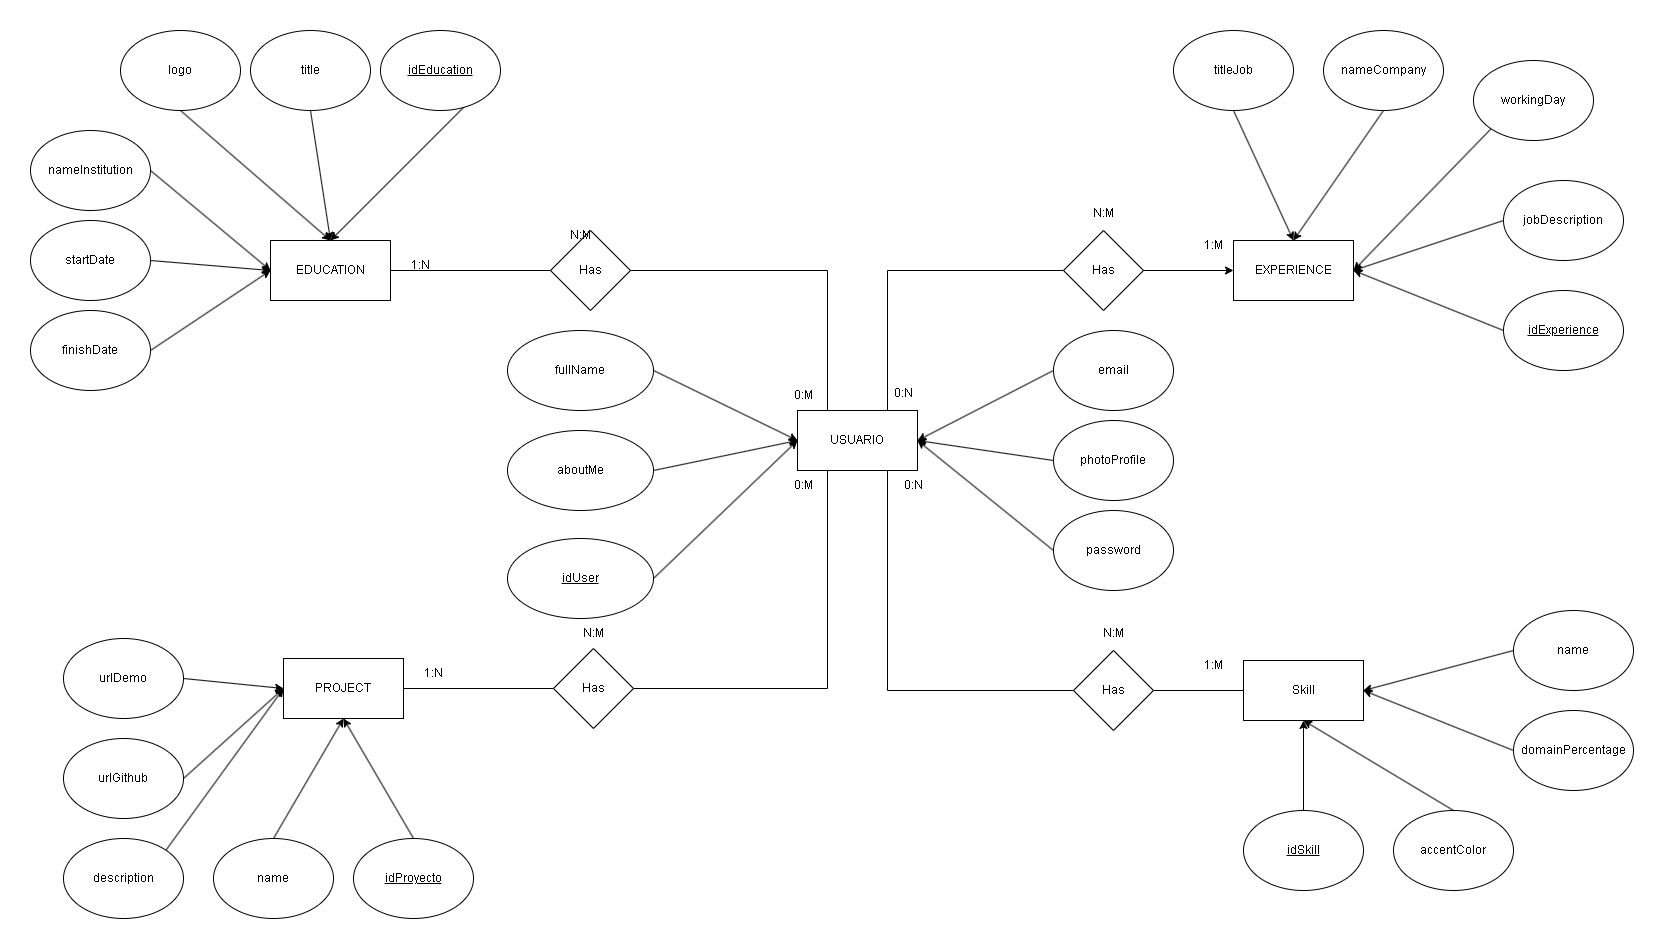 logo
title
idEducation
titleJob
nameCompany
workingDay
nameInstitution
jobDescription
N:M
N:M
startDate
EDUCATION
1:N
Has
Has
1:M
EXPERIENCE
idExperience
finishDate
fullName
email
0:M
0:N
USUARIO
aboutMe
photoProfile
0:M
0:N
idUser
password
N:M
N:M
urlDemo
PROJECT
1:N
Has
Has
1:M
Skill
name
domainPercentage
urlGithub
description
name
idProyecto
idSkill
accentColor